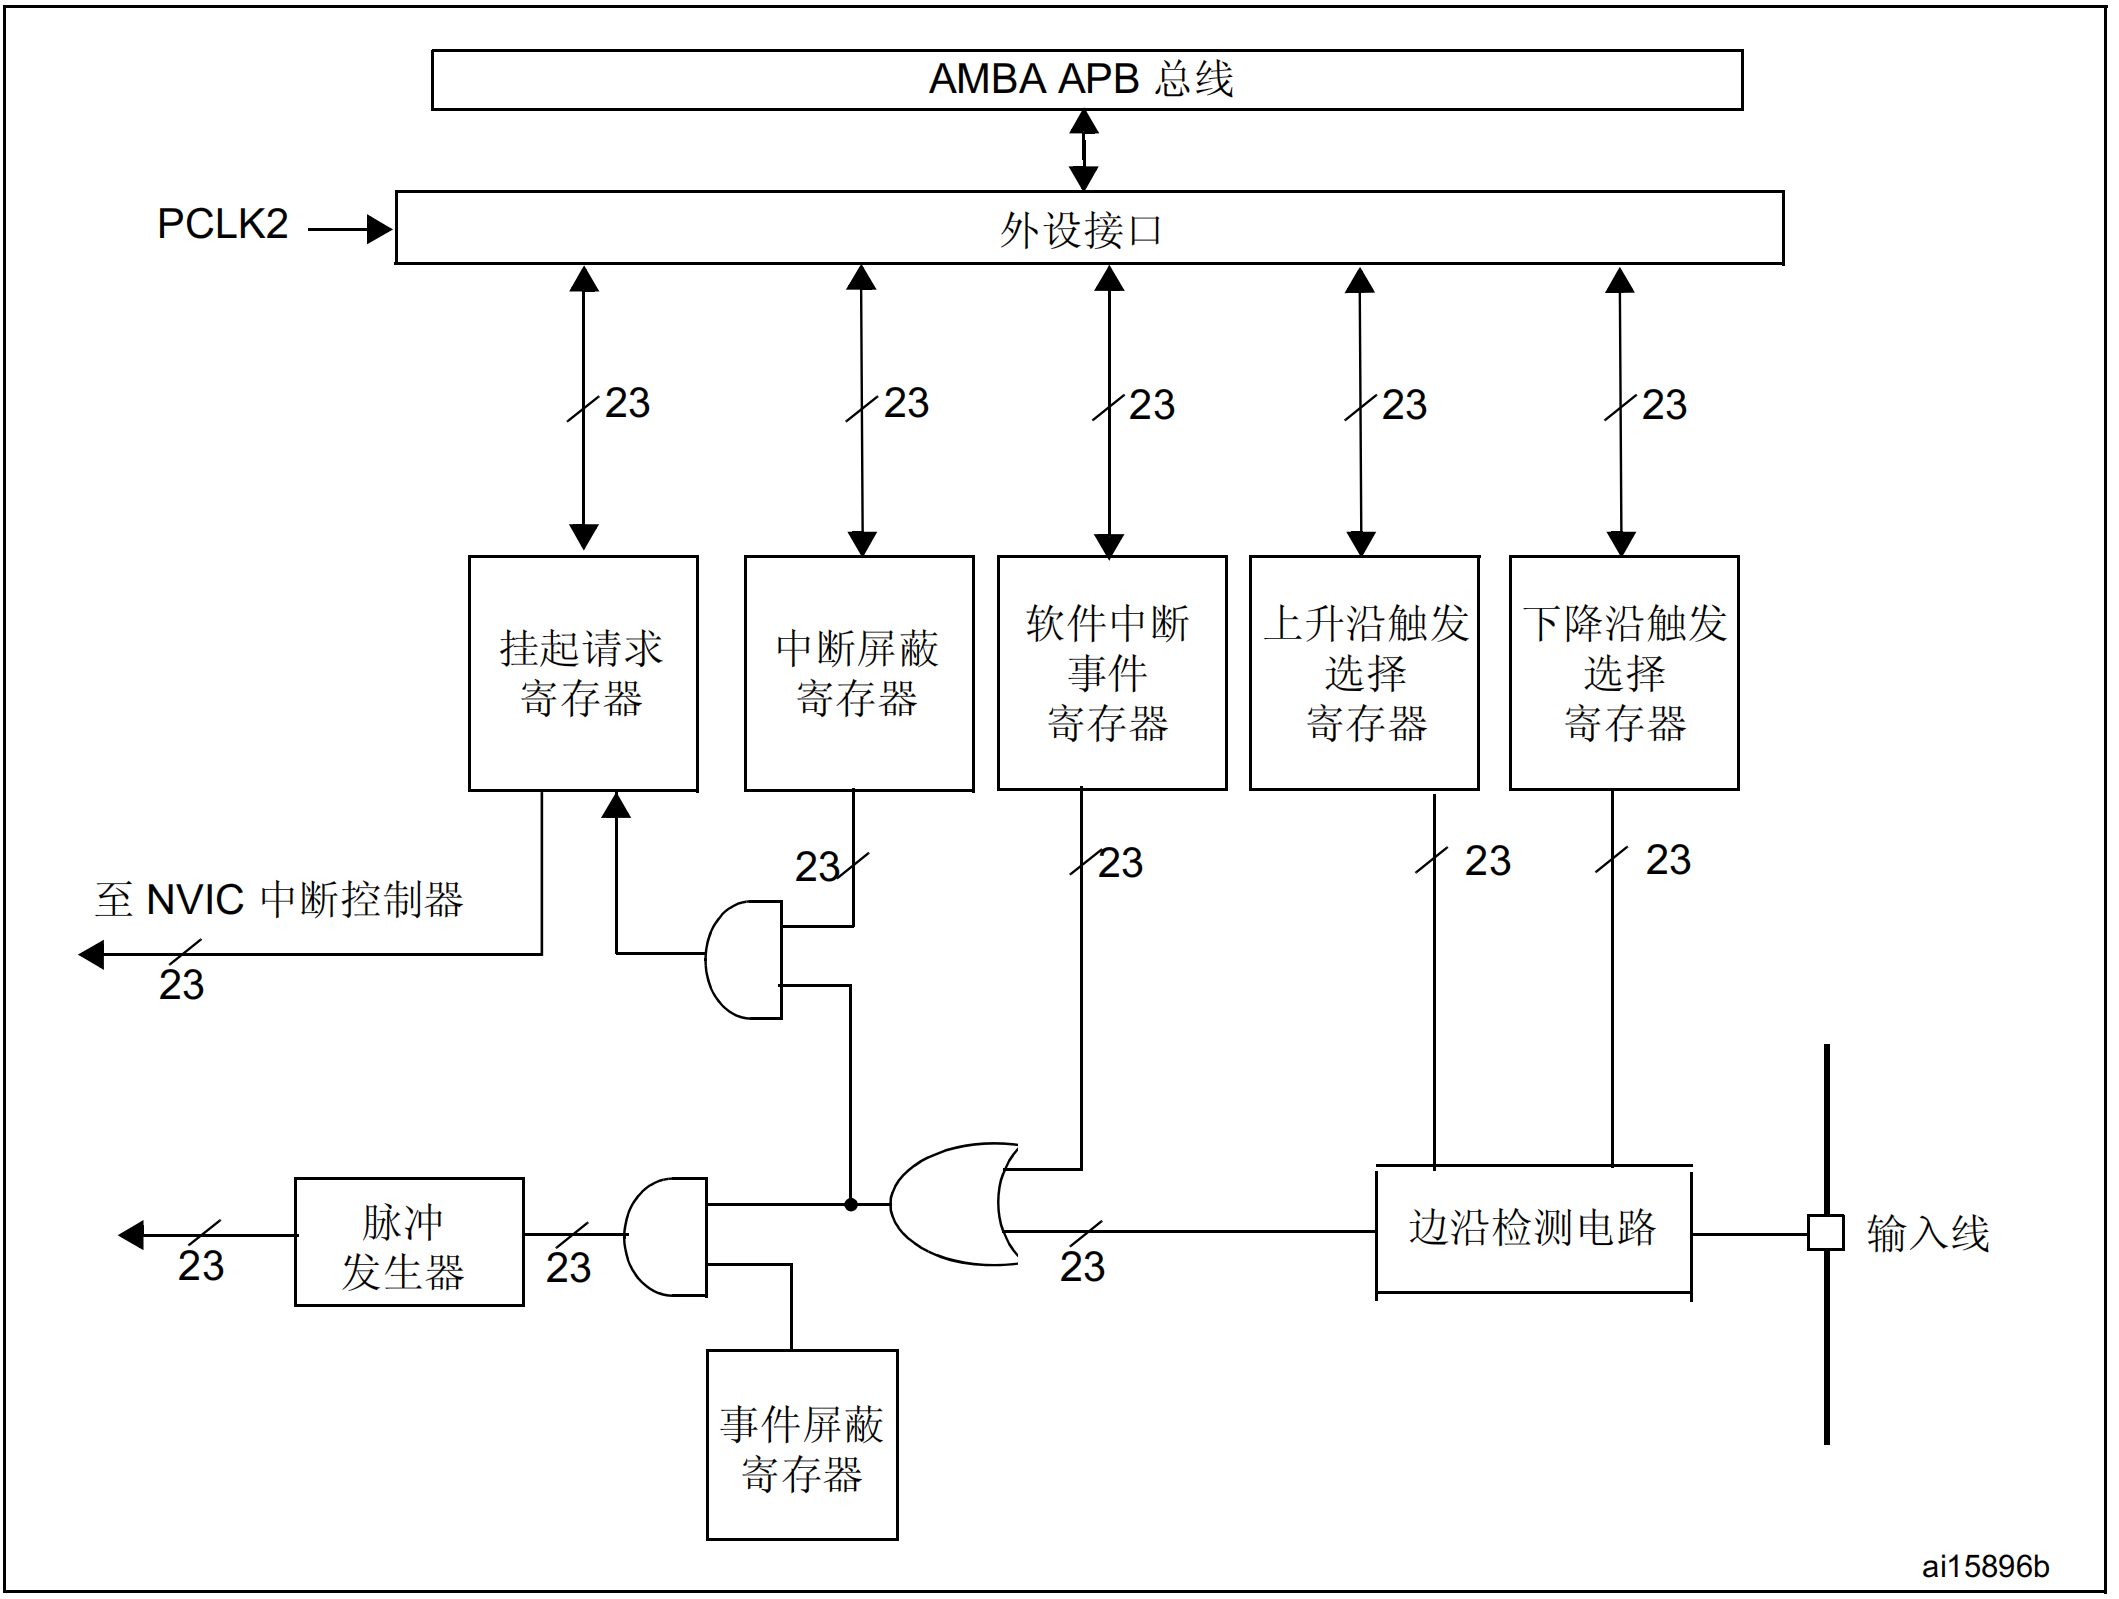 AMBA APB 总线
PCLK2
外设接口
23
23
23
23
23
挂起请求
寄存器
中断屏蔽
寄存器
软件中断
事件
寄存器
上升沿触发
选择
寄存器
下降沿触发
选择
寄存器
23
23
23
23
至 NVIC 中断控制器
23
脉冲
发生器
23
23
23
边沿检测电路
输入线
事件屏蔽
寄存器
ai15896b